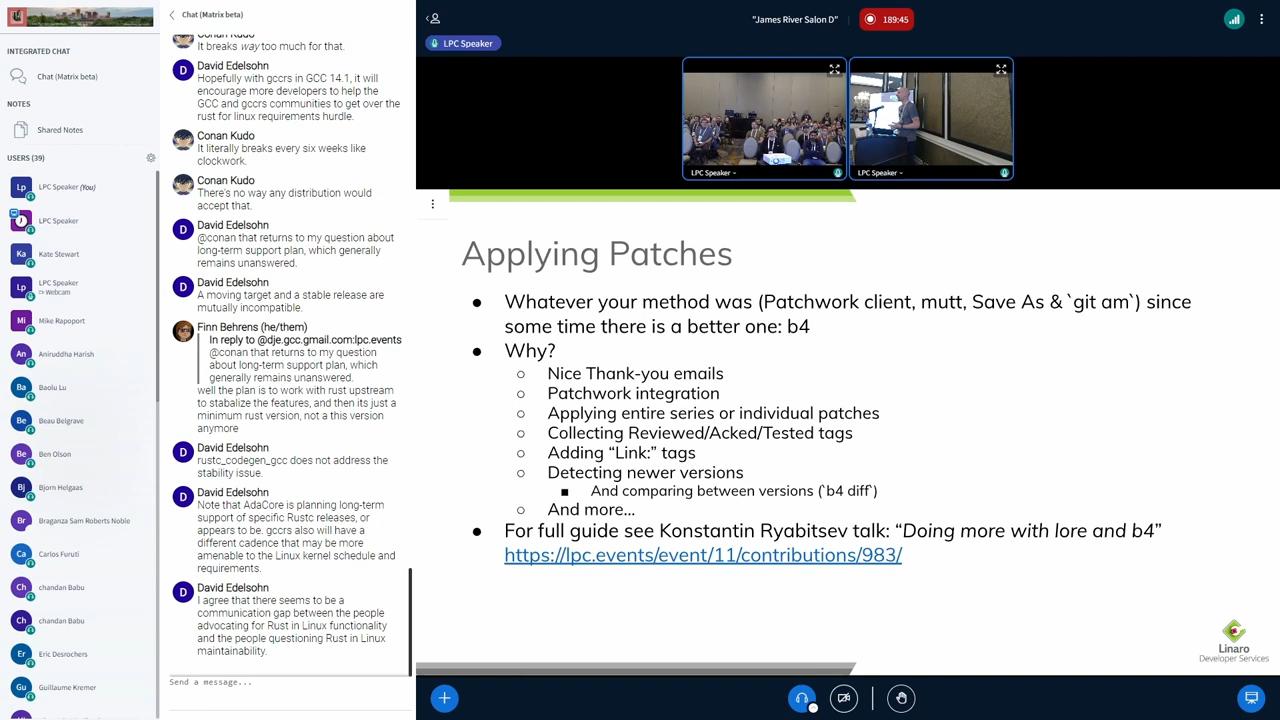 INTEGRATED CHAT
Chat (Matrix beta)
NOTES
Shared Notes
USERS (39)
Lp
LPC Speaker (You)
LPC Speaker
Ka
Kate Stewart
Lp
LPC Speaker
Webcam
Mi
Mike Rapoport
An
Aniruddha Harish
Ba
Baolu Lu
Be
Beau Belgrave
Be
Ben Olson
Bj
Bjorn Helgaas
Br
Braganza Sam Roberts Noble
Ca
Carlos Furuti
Ch
chandan Babu
Ch
chandan Babu
Er
Eric Desrochers
Gu
Guillaume Kremer
Chat (Matrix beta)
Conan Kudo
It breaks way too much for that.
D
David Edelsohn
Hopefully with gccrs in GCC 14.1, it will
encourage more developers to help the
GCC and gccrs communities to get over the
rust for linux requirements hurdle.
Conan Kudo
It literally breaks every six weeks like
clockwork.
Conan Kudo
There's no way any distribution would
accept that.
D
David Edelsohn
@conan that returns to my question about
long-term support plan, which generally
remains unanswered.
D
David Edelsohn
A moving target and a stable release are
mutually incompatible.
Finn Behrens (he/them)
In reply to @dje.gcc.gmail.com:lpc.events
@conan that returns to my question
about long-term support plan, which
generally remains unanswered.
well the plan is to work with rust upstream
to stabalize the features, and then its just a
minimum rust version, not a this version
anymore
D
David Edelsohn
rustc_codegen_gcc does not address the
stability issue.
D
David Edelsohn
Note that AdaCore is planning long-term
support of specific Rustc releases, or
appears to be. gccrs also will have a
different cadence that may be more
amenable to the Linux kernel schedule and
requirements.
D
David Edelsohn
I agree that there seems to be a
communication gap between the people
advocating for Rust in Linux functionality
and the people questioning Rust in Linux
maintainability.
Send a message...
"James River Salon D"
189:45
LPC Speaker
LPC Speaker
LPC Speaker
Applying Patches
● Whatever your method was (Patchwork client, mutt, Save As & `git am`) since
some time there is a better one: b4
● Why?
○ Nice Thank-you emails
○ Patchwork integration
○ Applying entire series or individual patches
○ Collecting Reviewed/Acked/Tested tags
○ Adding “Link:” tags
○ Detecting newer versions
■ And comparing between versions (`b4 diff`)
○ And more…
● For full guide see Konstantin Ryabitsev talk: “Doing more with lore and b4”
https://lpc.events/event/11/contributions/983/
Linaro
Developer Services